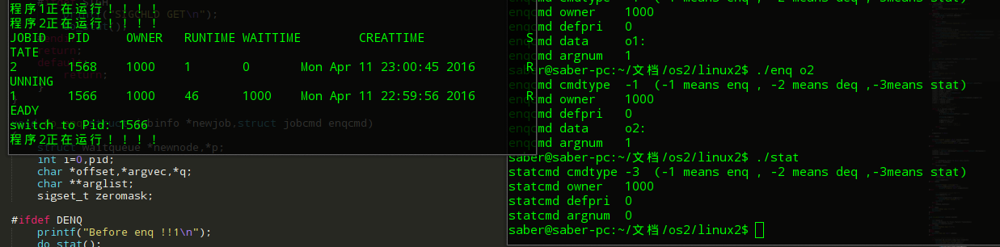 程序1正在运行！！！！
程序2正在运行！！！！
JOBID PID OWNER RUNTIME WAITTIME CREATTIME S
TATE
2 1568 1000 1 0 Mon Apr 11 23:00:45 2016 R
UNNING
1 1566 1000 46 1000 Mon Apr 11 22:59:56 2016 R
EADY
switch to Pid: 1566
程序2正在运行！！！！
struct waitqueue *newnode,*p;
int i=0,pid;
char *offset,*argvec,*q;
char **arglist;
sigset_t zeromask;
#ifdef DENQ
printf("Before enq !!1\n");
do_stat();
enqcmd cmdtype -1 (-1 means enq , -2 means deq ,-3means stat)
enqcmd owner 1000
enqcmd defpri 0
enqcmd data o1:
enqcmd argnum 1
saber@saber-pc:~/文档/os2/linux2$ ./enq o2
enqcmd cmdtype -1 (-1 means enq , -2 means deq ,-3means stat)
enqcmd owner 1000
enqcmd defpri 0
enqcmd data o2:
enqcmd argnum 1
saber@saber-pc:~/文档/os2/linux2$ ./stat
statcmd cmdtype -3 (-1 means enq , -2 means deq ,-3means stat)
statcmd owner 1000
statcmd defpri 0
statcmd argnum 0
saber@saber-pc:~/文档/os2/linux2$